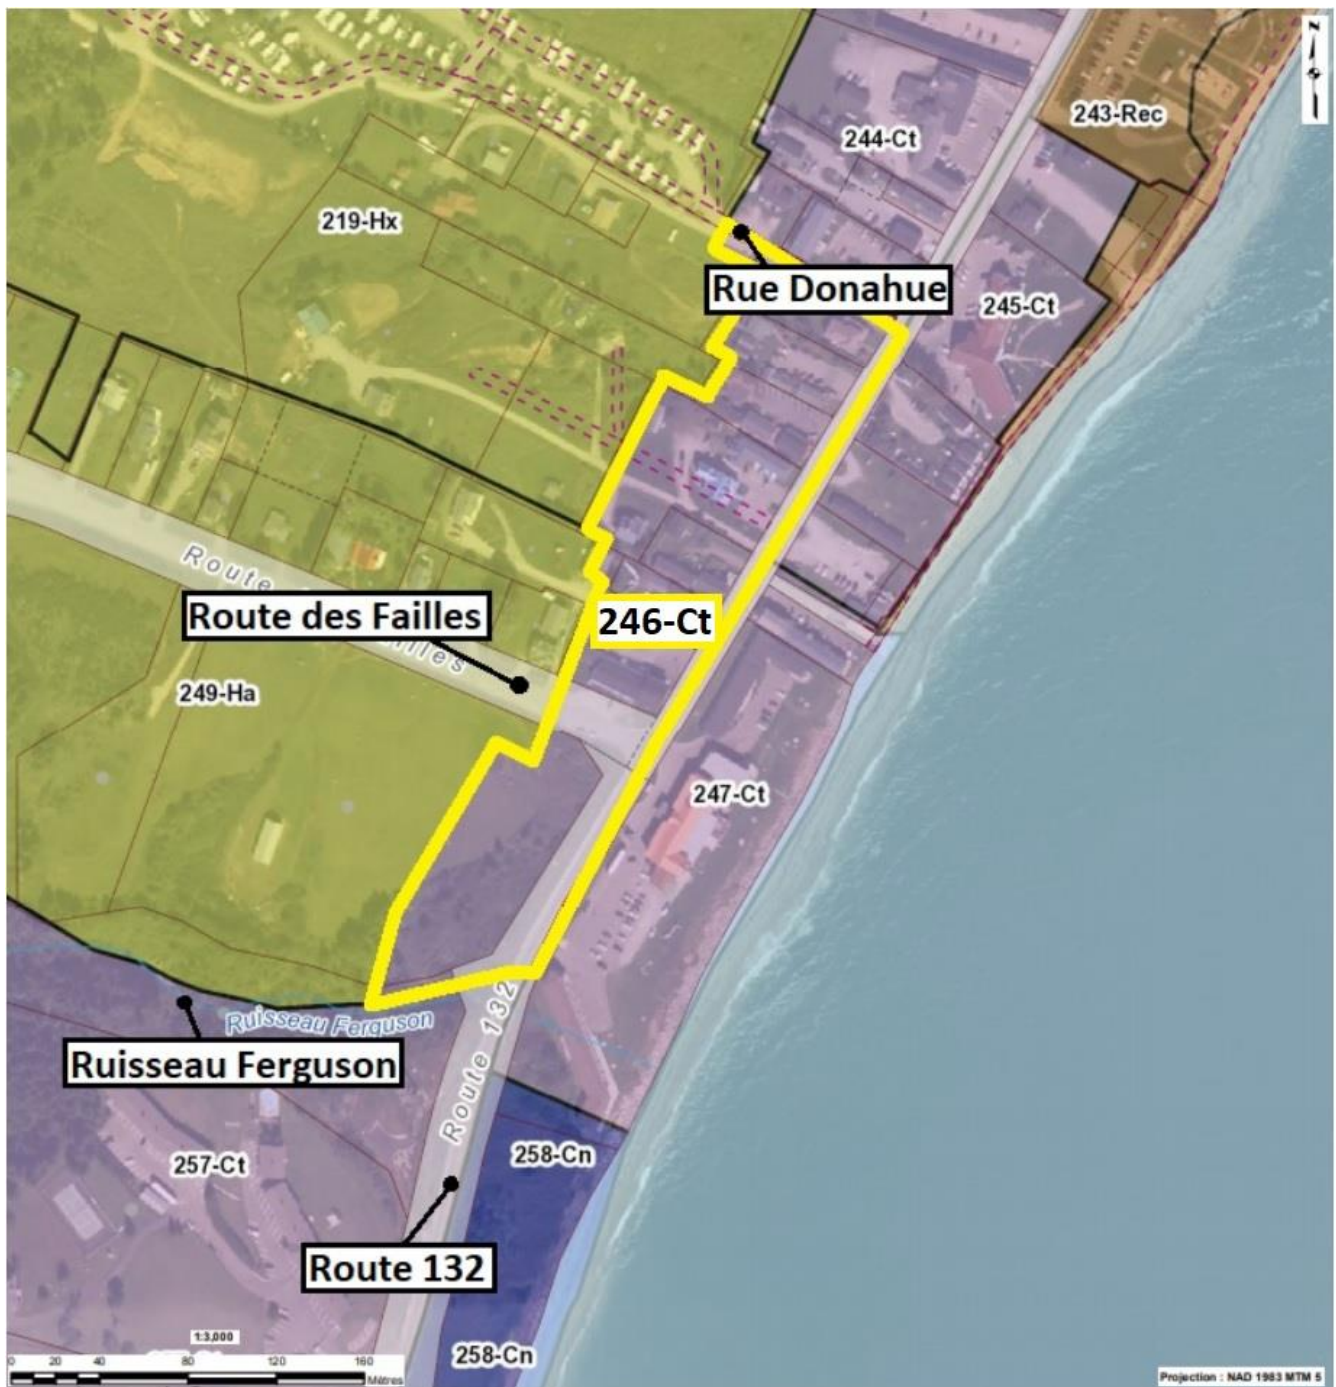 N
243-Rec
244-Ct
219-Hx
Rue Donahue
245-Ct
Route
Route des Failles
246-Ct
illes
249-Ha
247-Ct
Ruisseau Ferguson
Ruisseau Ferguson
Route 132
257-Ct
258-Cn
Route 132
1:3,000
258-Cn
0 20 40 80 120 160
Mètres
Projection : NAD 1983 MTM 5